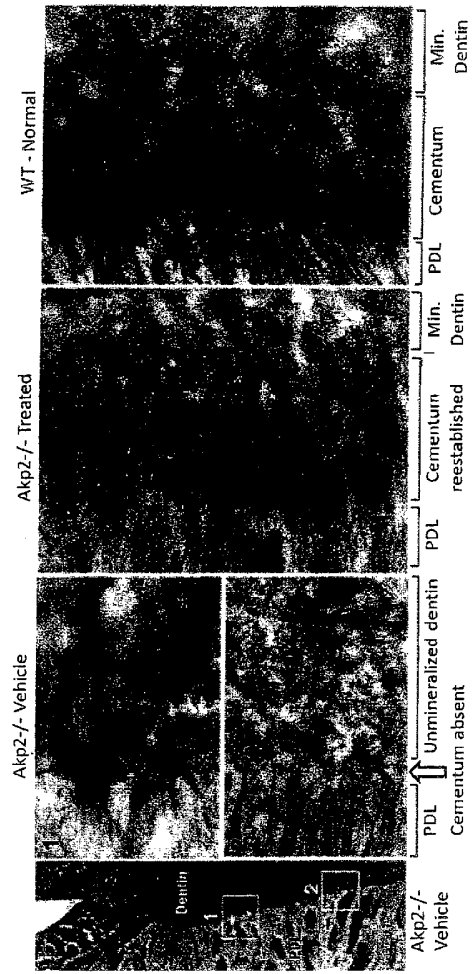 Akp2-/- Vehicle
Akp2-/- Treated
WT - Normal
Dentin
1
2
1
PDL
Unmineralized dentin
Cementum absent
PDL
Cementum
reestablished
Min.
Dentin
PDL
Cementum
Min.
Dentin
Akp2-/-
Vehicle